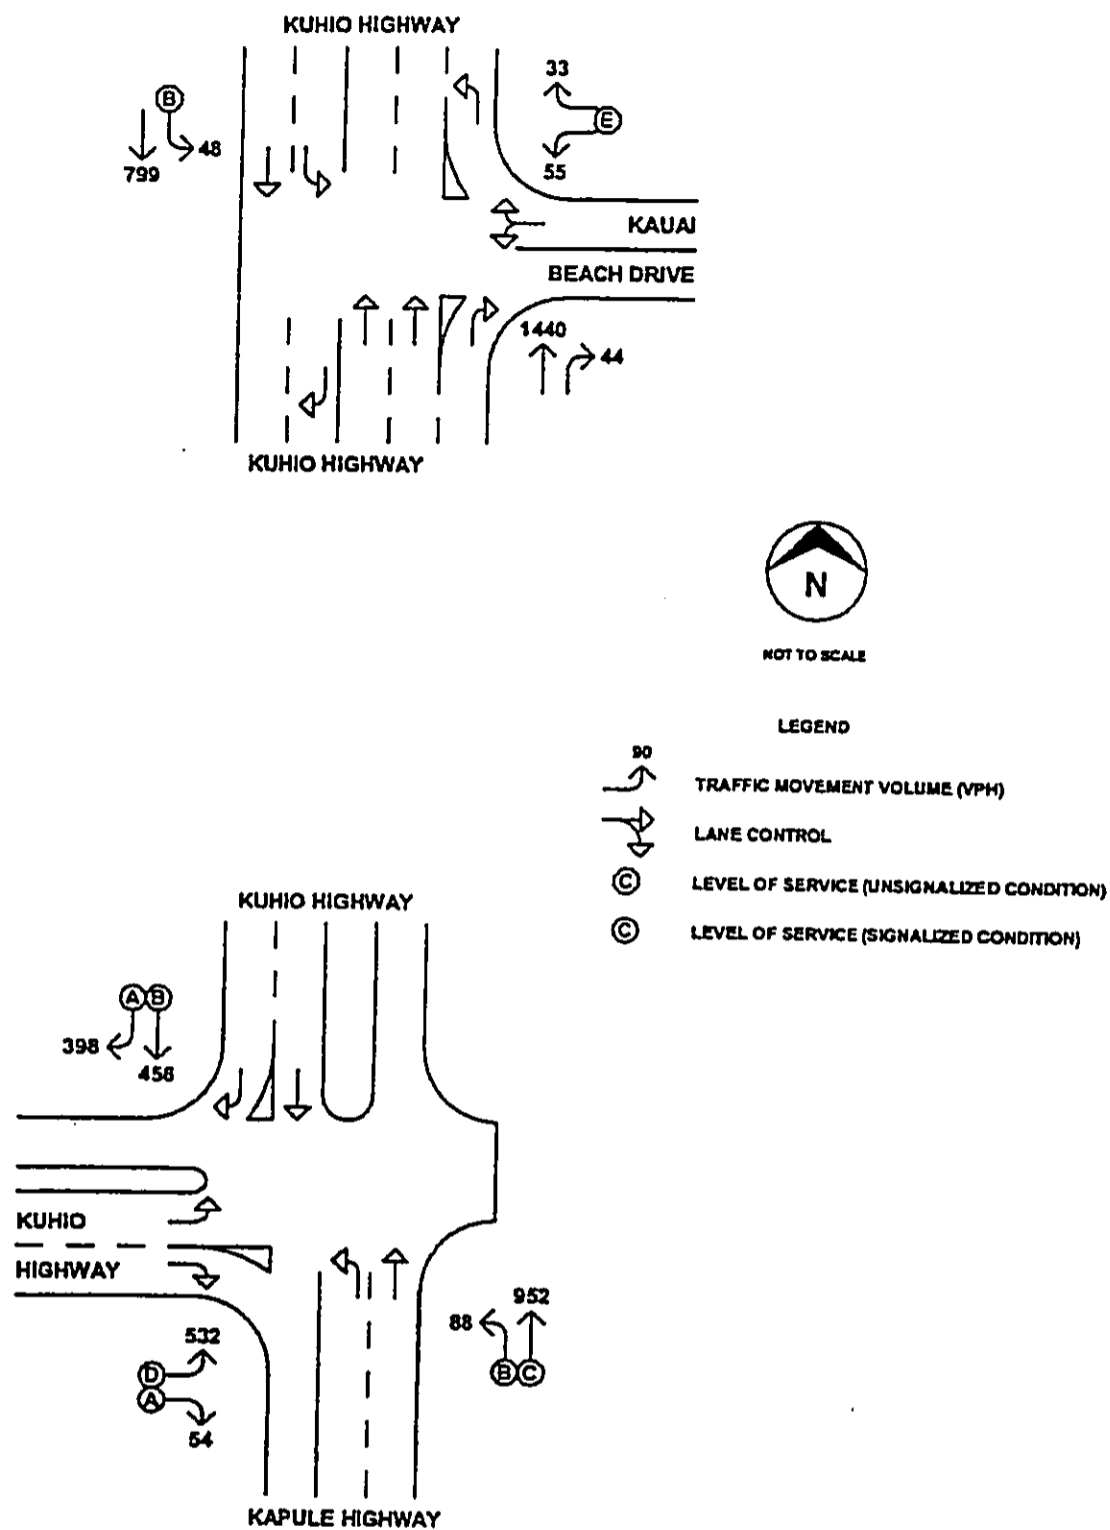 KUHIO HIGHWAY
33
B
E
48
799
55
KAUAI
BEACH DRIVE
1440
44
KUHIO HIGHWAY
N
NOT TO SCALE
LEGEND
90
TRAFFIC MOVEMENT VOLUME (VPH)
LANE CONTROL
C LEVEL OF SERVICE (UNSIGNALIZED CONDITION)
C LEVEL OF SERVICE (SIGNALIZED CONDITION)
KUHIO HIGHWAY
A B
398
456
KUHIO
HIGHWAY
952
88
532
D
B C
A
54
KAPULE HIGHWAY